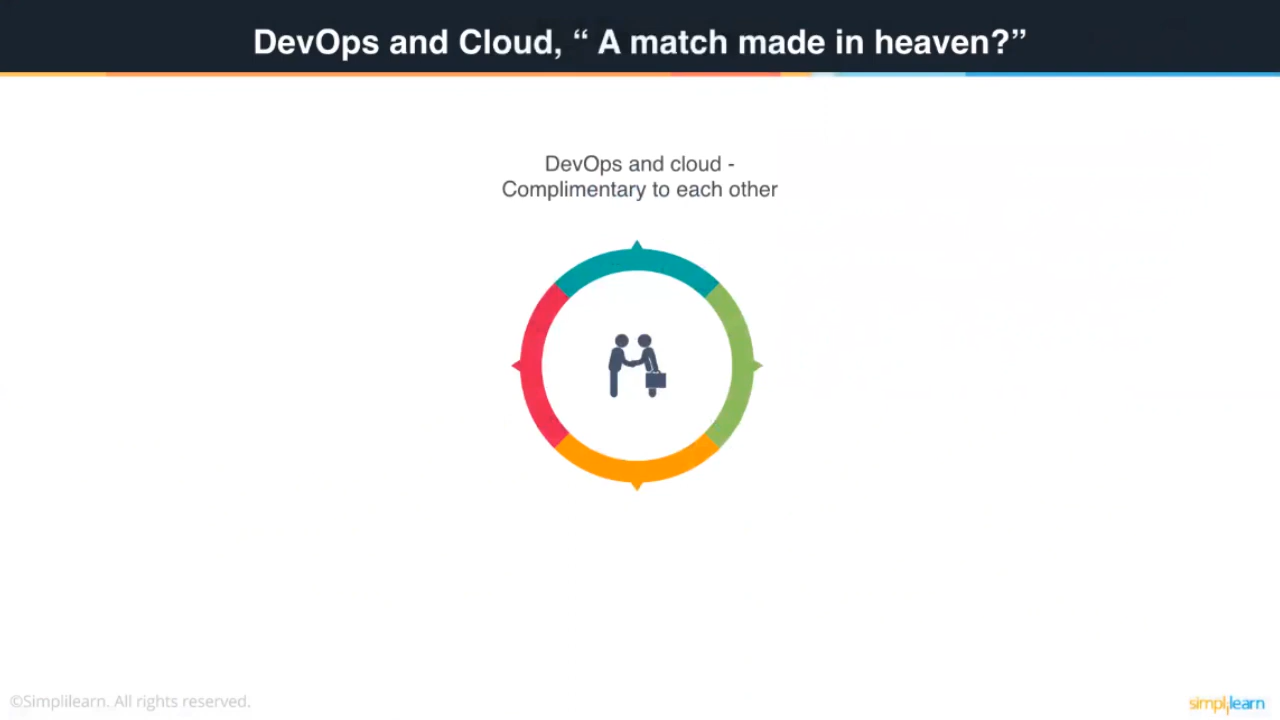 DevOps and Cloud, “ A match made in heaven?”
DevOps and cloud -
Complimentary to each other
©Simplilearn. All rights reserved.
simplilearn